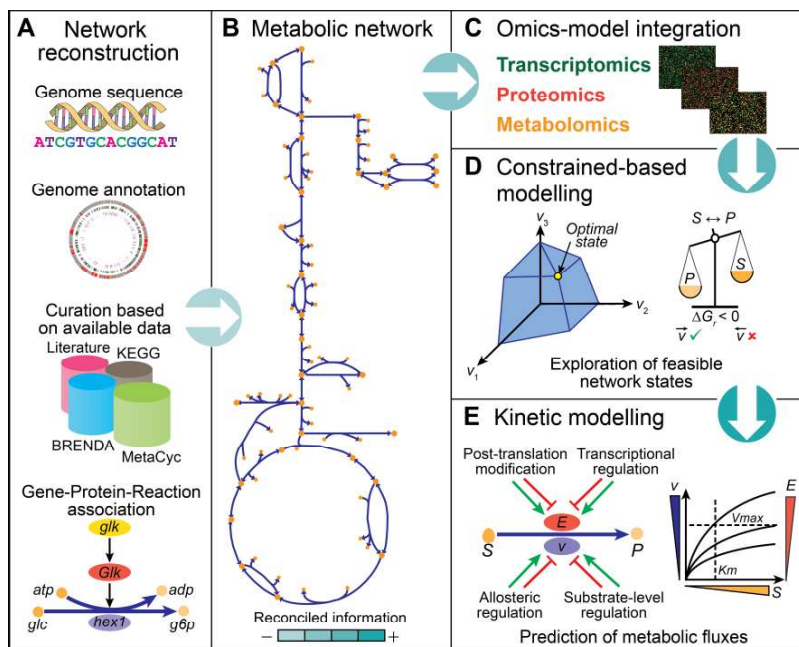 A Network
reconstruction
Genome sequence
ATCGTGCACGGCAT
Genome annotation
Curation based
on available data
Literature
KEGG
BRENDA
MetaCyc
Gene-Protein-Reaction
association
glk
Glk
atp
adp
glc
hex1
g6p
B Metabolic network
Reconciled information
– +
C Omics-model integration
Transcriptomics
Proteomics
Metabolomics
D Constrained-based
modelling
v3
Optimal
state
v2
v1
S ↔ P
P
S
ΔGr < 0
v ✓ v ✘
Exploration of feasible
network states
E Kinetic modelling
Post-translation
modification
Transcriptional
regulation
E
S
P
v
Allosteric
regulation
Substrate-level
regulation
v
E
Vmax
Km
S
Prediction of metabolic fluxes